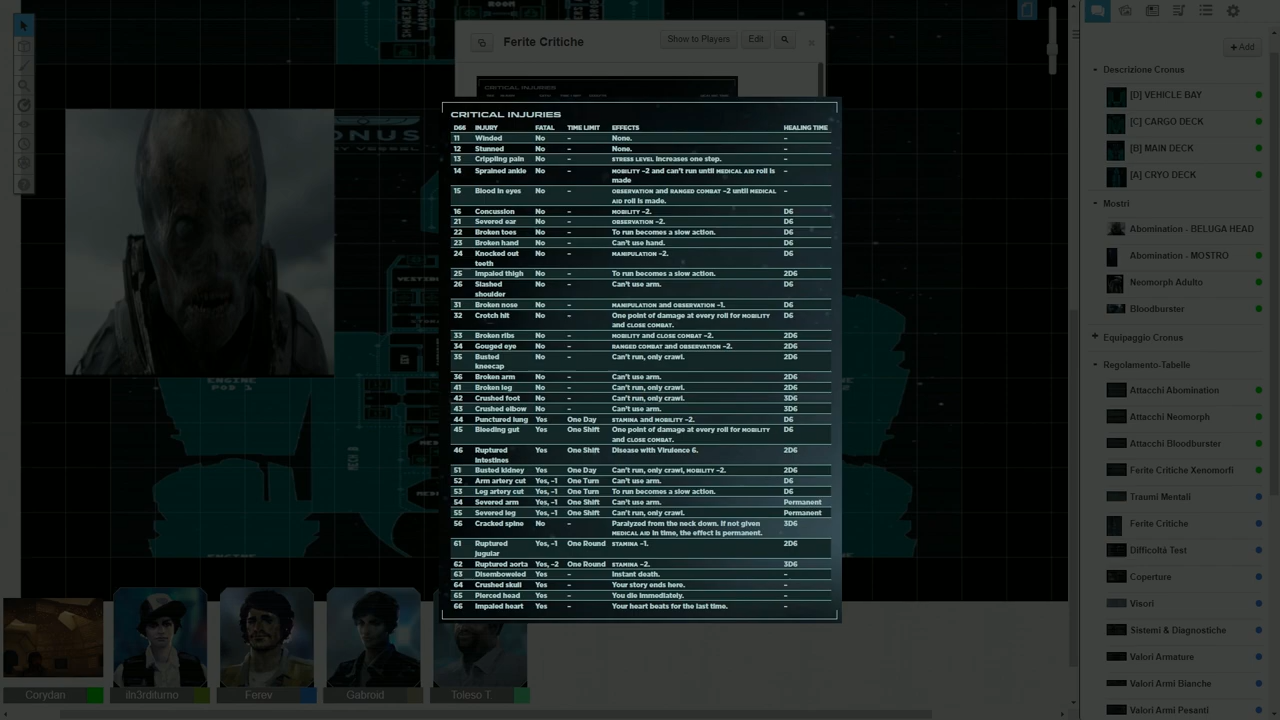 Ferite Critiche
Show to Players
Edit
CRITICAL INJURIES
D66 INJURY FATAL TIME LIMIT EFFECTS HEALING TIME
11 Winded No – None. –
12 Stunned No – None. –
13 Crippling pain No – STRESS LEVEL increases one step. –
14 Sprained ankle No – MOBILITY –2 and can't run until MEDICAL AID roll is –
made
15 Blood in eyes No – OBSERVATION and RANGED COMBAT –2 until MEDICAL –
AID roll is made.
16 Concussion No – MOBILITY –2. D6
21 Severed ear No – OBSERVATION –2. D6
22 Broken toes No – To run becomes a slow action. D6
23 Broken hand No – Can't use hand. D6
24 Knocked out No – MANIPULATION –2. D6
teeth
25 Impaled thigh No – To run becomes a slow action. 2D6
26 Slashed No – Can't use arm. D6
shoulder
31 Broken nose No – MANIPULATION and OBSERVATION –1. D6
32 Crotch hit No – One point of damage at every roll for MOBILITY D6
and CLOSE COMBAT.
33 Broken ribs No – MOBILITY and CLOSE COMBAT –2. 2D6
34 Gouged eye No – RANGED COMBAT and OBSERVATION –2. 2D6
35 Busted No – Can't run, only crawl. 2D6
kneecap
36 Broken arm No – Can't use arm. 2D6
41 Broken leg No – Can't run, only crawl. 2D6
42 Crushed foot No – Can't run, only crawl. 3D6
43 Crushed elbow No – Can't use arm. 3D6
44 Punctured lung Yes One Day STAMINA and MOBILITY –2. D6
45 Bleeding gut Yes One Shift One point of damage at every roll for MOBILITY D6
and CLOSE COMBAT.
46 Ruptured Yes One Shift Disease with Virulence 6. 2D6
intestines
51 Busted kidney Yes One Day Can't run, only crawl, MOBILITY –2. 2D6
52 Arm artery cut Yes, –1 One Turn Can't use arm. D6
53 Leg artery cut Yes, –1 One Turn To run becomes a slow action. D6
54 Severed arm Yes, –1 One Shift Can't use arm. Permanent
55 Severed leg Yes, –1 One Shift Can't run, only crawl. Permanent
56 Cracked spine No – Paralyzed from the neck down. If not given 3D6
MEDICAL AID in time, the effect is permanent.
61 Ruptured Yes, –1 One Round STAMINA –1. 2D6
jugular
62 Ruptured aorta Yes, –2 One Round STAMINA –2. 3D6
63 Disemboweled Yes – Instant death. –
64 Crushed skull Yes – Your story ends here. –
65 Pierced head Yes – You die immediately. –
66 Impaled heart Yes – Your heart beats for the last time. –
Corydan
iln3rditurno
Ferev
Gabroid
Toleso T.
+ Add
Descrizione Cronus
[D] VEHICLE BAY
[C] CARGO DECK
[B] MAIN DECK
[A] CRYO DECK
Mostri
Abomination - BELUGA HEAD
Abomination - MOSTRO
Neomorph Adulto
Bloodburster
Equipaggio Cronus
Regolamento-Tabelle
Attacchi Abomination
Attacchi Neomorph
Attacchi Bloodburster
Ferite Critiche Xenomorfi
Traumi Mentali
Ferite Critiche
Difficoltà Test
Coperture
Visori
Sistemi & Diagnostiche
Valori Armature
Valori Armi Bianche
Valori Armi Pesanti